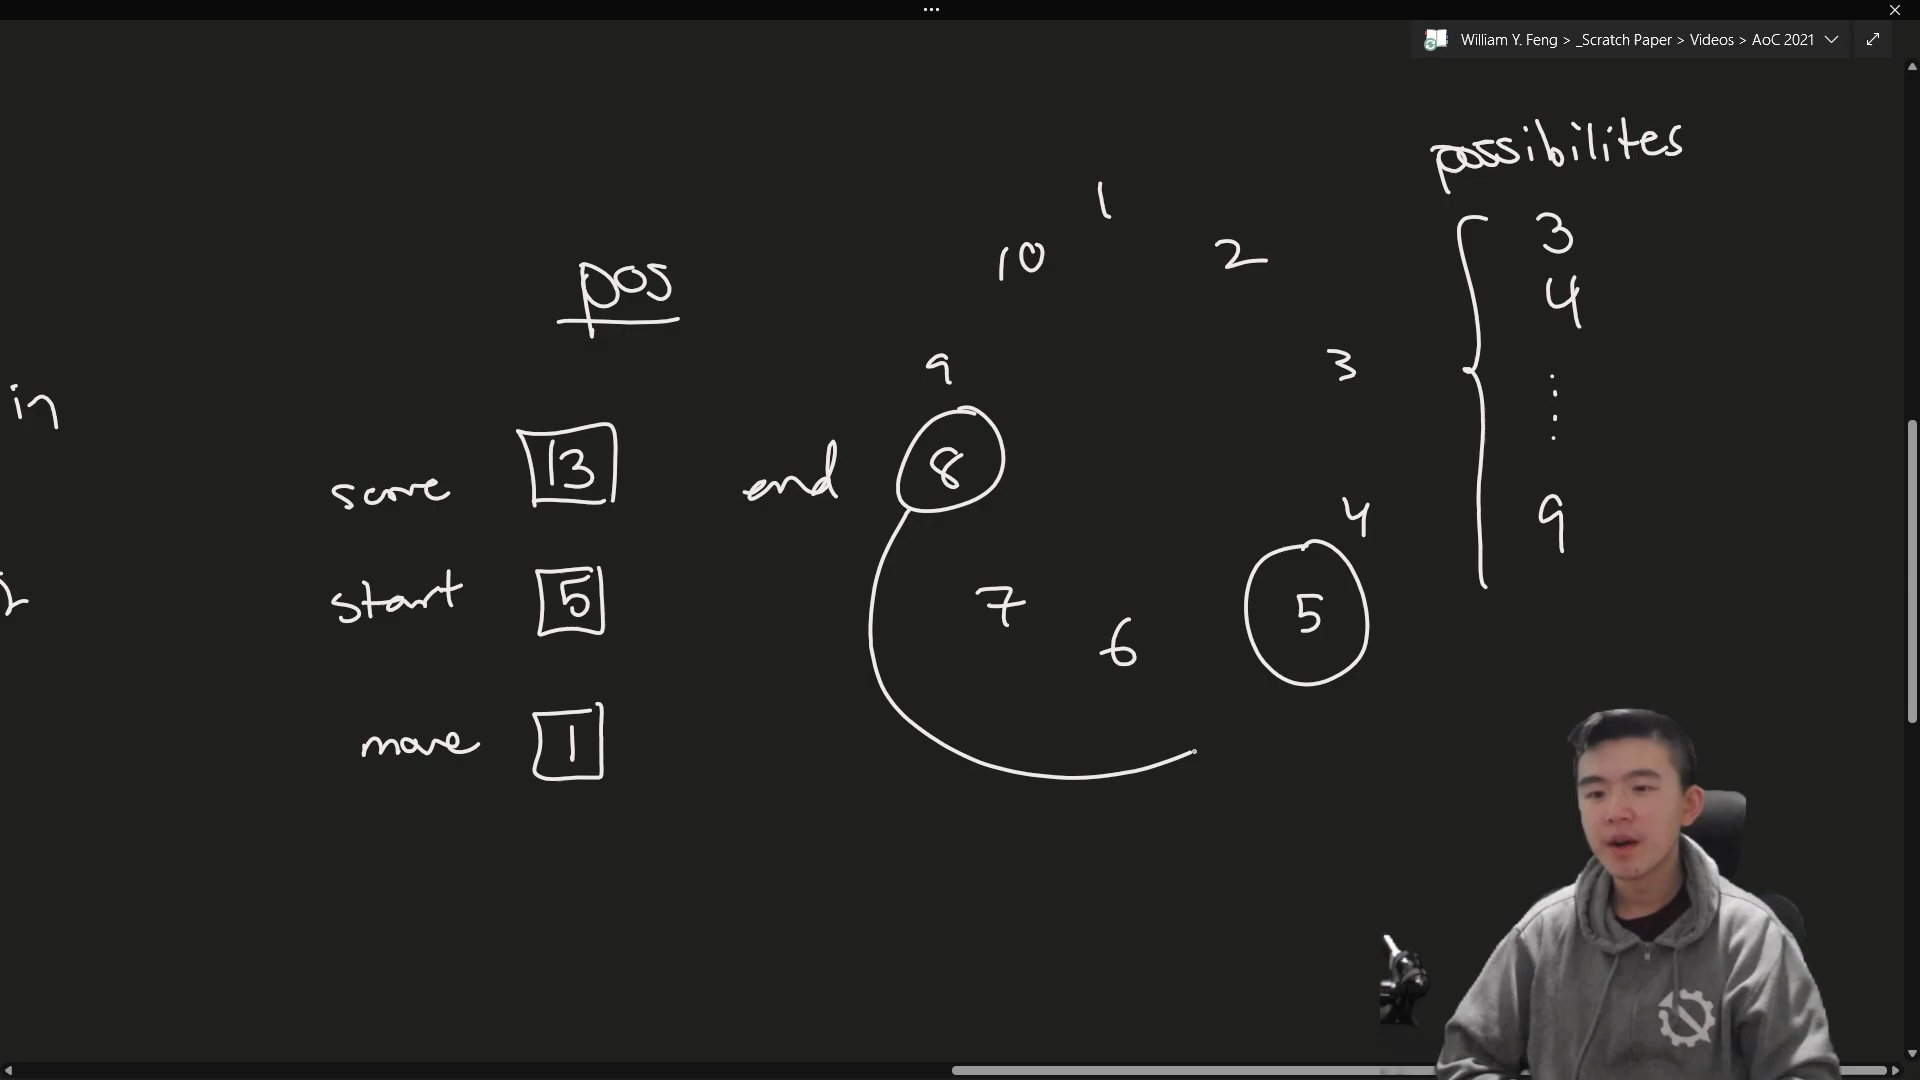 William Y. Feng > _Scratch Paper > Videos > AoC 2021
possibilites
1
10
2
3
4
pos
9
3
in
score 13
end 8
4
9
start 5
7
6
5
move 1